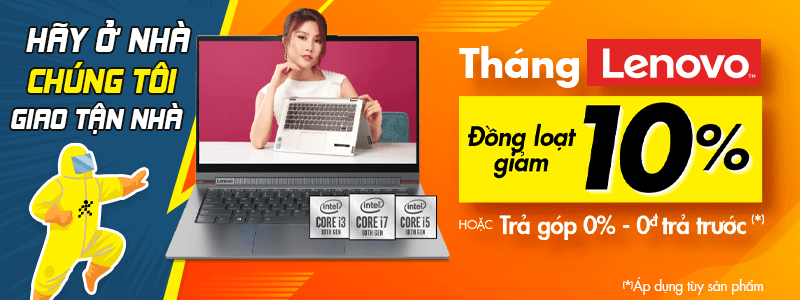 HÃY Ở NHÀ
CHÚNG TÔI
GIAO TẬN NHÀ
Lenovo
intel
CORE i3
10TH GEN
intel
CORE i7
10TH GEN
intel
CORE i5
10TH GEN
Tháng Lenovo™
Đồng loạt giảm 10%
HOẶC Trả góp 0% - 0đ trả trước (*)
(*)Áp dụng tùy sản phẩm